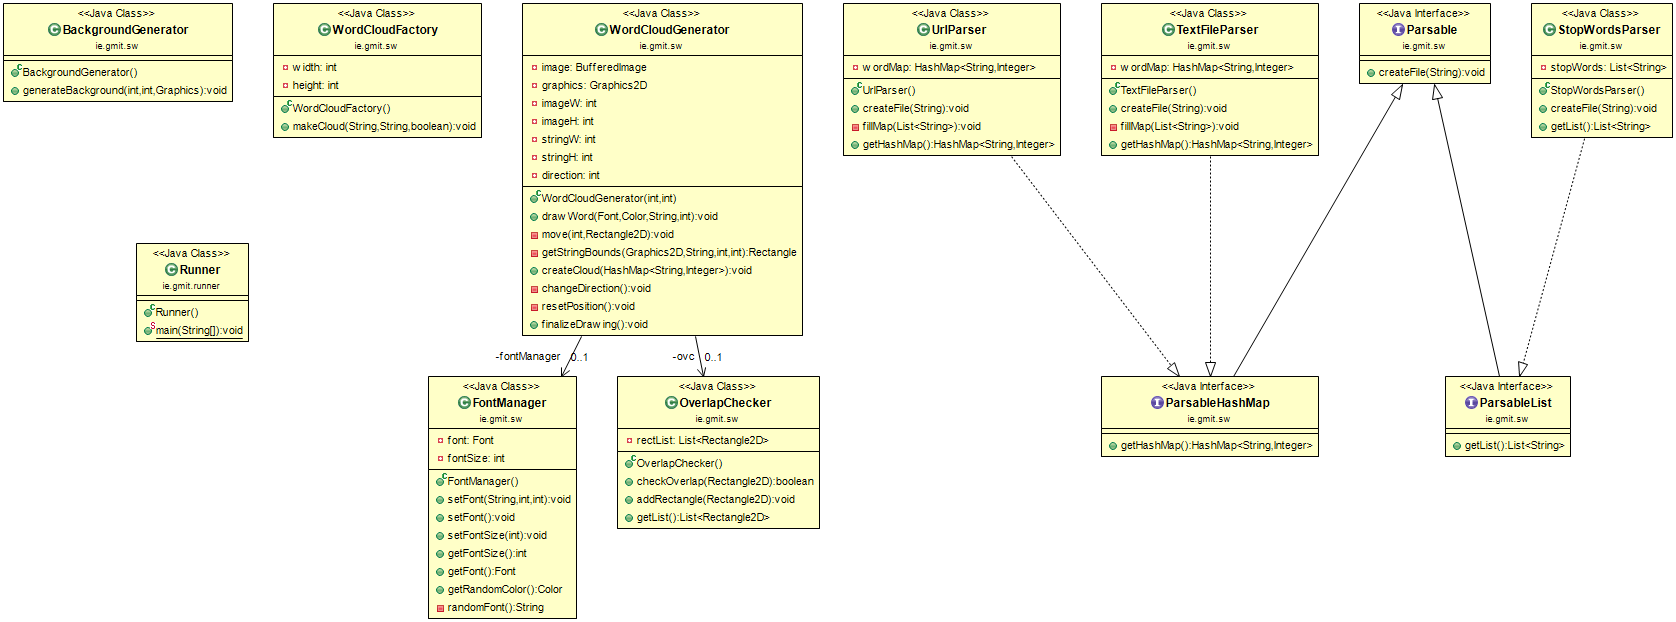 <<Java Class>>
BackgroundGenerator
ie.gmit.sw
BackgroundGenerator()
generateBackground(int,int,Graphics):void
<<Java Class>>
WordCloudFactory
ie.gmit.sw
width: int
height: int
WordCloudFactory()
makeCloud(String,String,boolean):void
<<Java Class>>
WordCloudGenerator
ie.gmit.sw
image: BufferedImage
graphics: Graphics2D
imageW: int
imageH: int
stringW: int
stringH: int
direction: int
WordCloudGenerator(int,int)
drawWord(Font,Color,String,int):void
move(int,Rectangle2D):void
getStringBounds(Graphics2D,String,int,int):Rectangle
createCloud(HashMap<String,Integer>):void
changeDirection():void
resetPosition():void
finalizeDrawing():void
<<Java Class>>
UrlParser
ie.gmit.sw
wordMap: HashMap<String,Integer>
UrlParser()
createFile(String):void
fillMap(List<String>):void
getHashMap():HashMap<String,Integer>
<<Java Class>>
TextFileParser
ie.gmit.sw
wordMap: HashMap<String,Integer>
TextFileParser()
createFile(String):void
fillMap(List<String>):void
getHashMap():HashMap<String,Integer>
<<Java Interface>>
Parsable
ie.gmit.sw
createFile(String):void
<<Java Class>>
StopWordsParser
ie.gmit.sw
stopWords: List<String>
StopWordsParser()
createFile(String):void
getList():List<String>
<<Java Class>>
Runner
ie.gmit.runner
Runner()
main(String[]):void
-fontManager 0..1
-ovc 0..1
<<Java Class>>
FontManager
ie.gmit.sw
font: Font
fontSize: int
FontManager()
setFont(String,int,int):void
setFont():void
setFontSize(int):void
getFontSize():int
getFont():Font
getRandomColor():Color
randomFont():String
<<Java Class>>
OverlapChecker
ie.gmit.sw
rectList: List<Rectangle2D>
OverlapChecker()
checkOverlap(Rectangle2D):boolean
addRectangle(Rectangle2D):void
getList():List<Rectangle2D>
<<Java Interface>>
ParsableHashMap
ie.gmit.sw
getHashMap():HashMap<String,Integer>
<<Java Interface>>
ParsableList
ie.gmit.sw
getList():List<String>